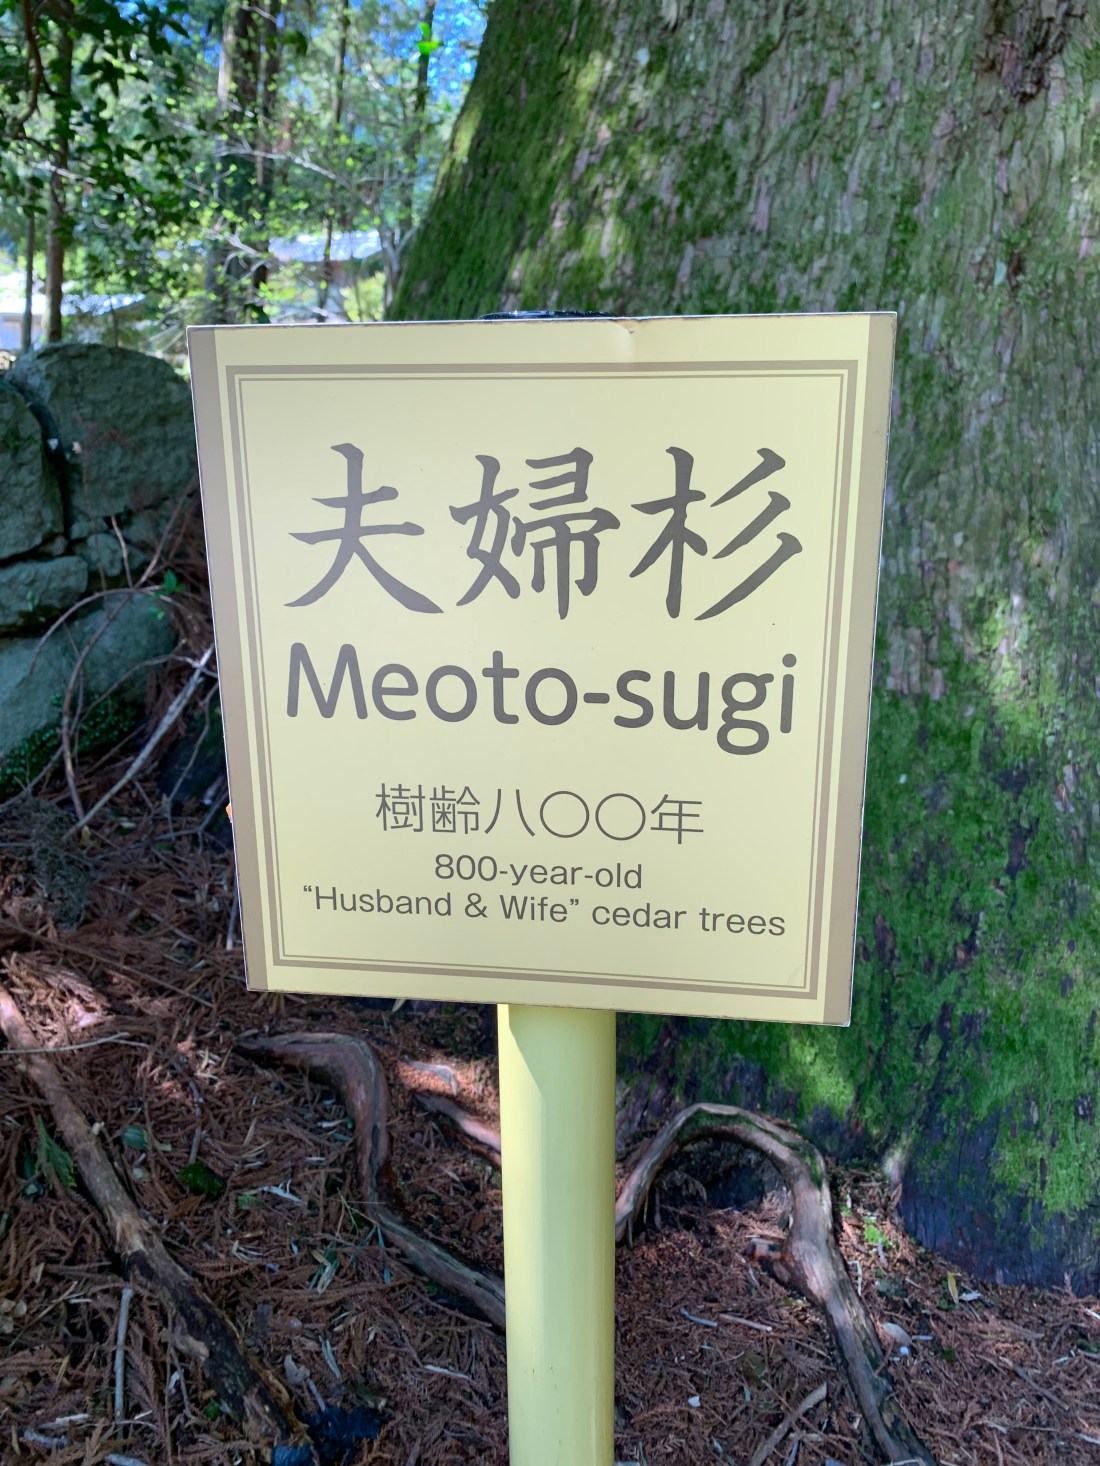 夫婦杉
Meoto-sugi
樹齢八〇〇年
800-year-old
“Husband & Wife” cedar trees